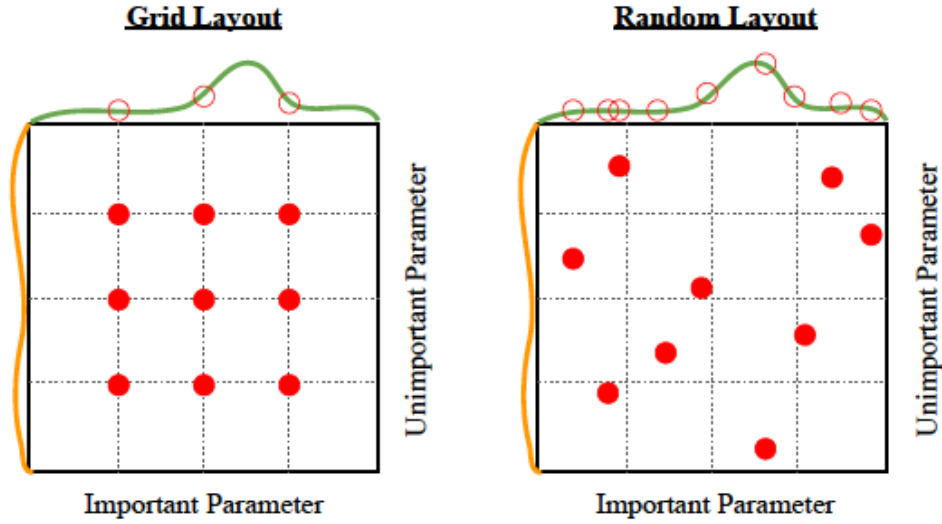 Grid Layout
Unimportant Parameter
Important Parameter
Random Layout
Unimportant Parameter
Important Parameter